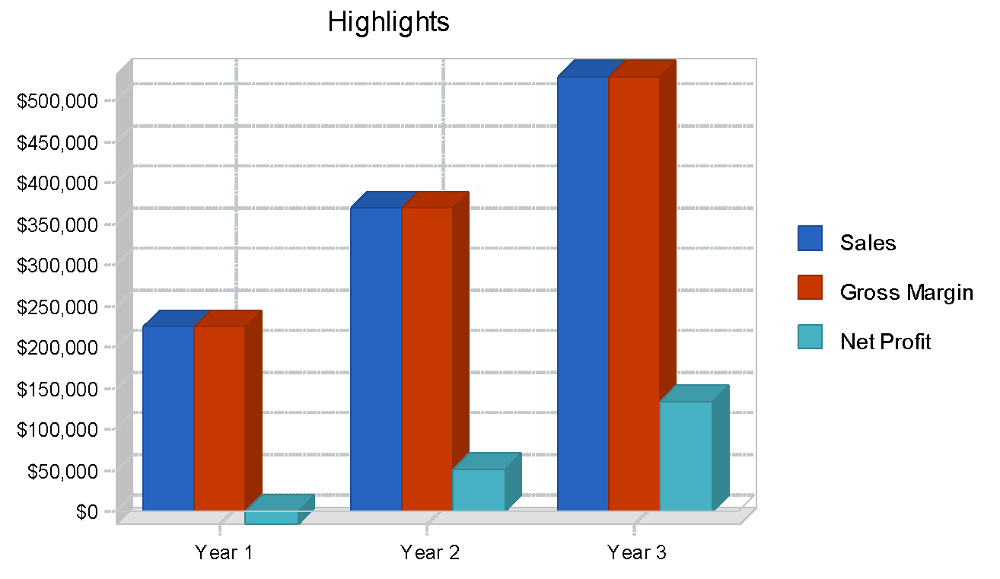 Highlights
$500,000
$450,000
$400,000
$350,000
$300,000
$250,000
$200,000
$150,000
$100,000
$50,000
$0
Year 1
Year 2
Year 3
Sales
Gross Margin
Net Profit